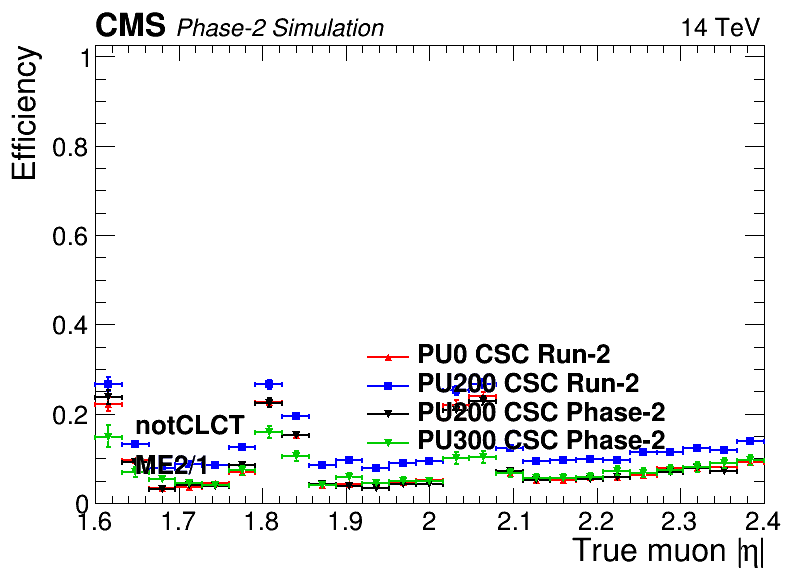 CMS Phase-2 Simulation 14 TeV
Efficiency
1
0.8
0.6
0.4
0.2
0
PU0 CSC Run-2
PU200 CSC Run-2
PU200 CSC Phase-2
PU300 CSC Phase-2
notCLCT
ME2/1
1.6 1.7 1.8 1.9 2 2.1 2.2 2.3 2.4
True muon |η|